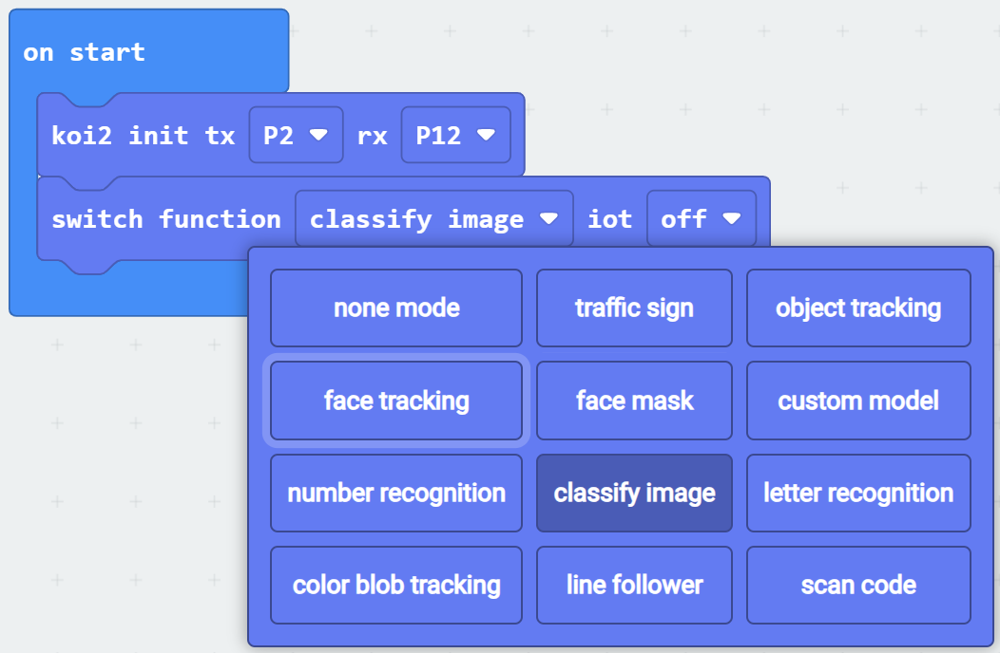 on start
koi2 init tx P2 rx P12
switch function classify image iot off
none mode traffic sign object tracking
face tracking face mask custom model
number recognition classify image letter recognition
color blob tracking line follower scan code